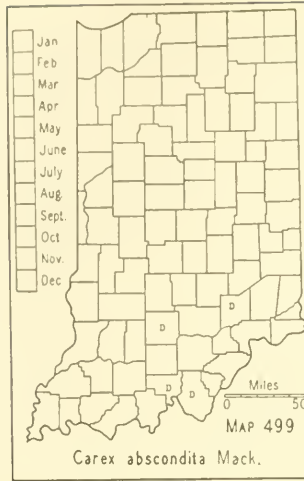 Jan
Feb
Mar
Apr
May
June
July
Aug.
Sept.
Oct
Nov.
Dec
D
D
D
D
Miles
0 50
MAP 499
Carex abscondita Mack.